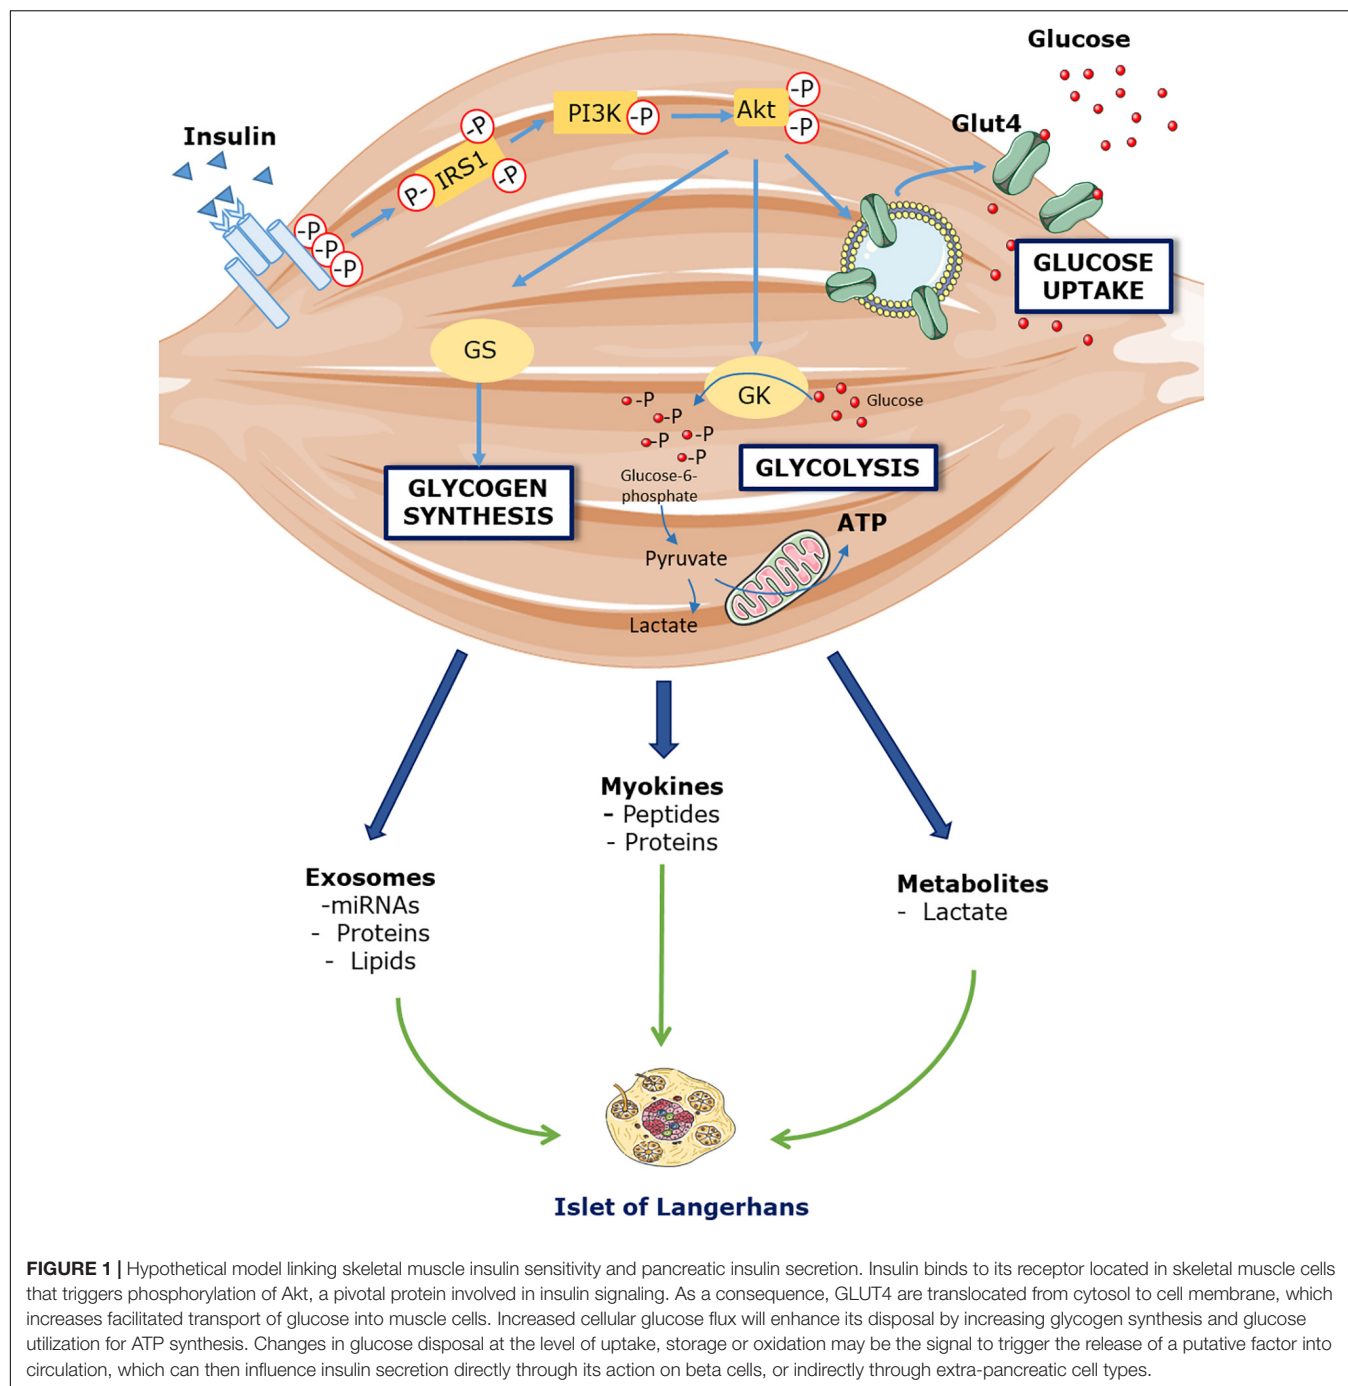 Glucose
Insulin
-P
-P
-P
P-
IRS1
-P
-P
PI3K
-P
Akt
-P
-P
Glut4
GLUCOSE
UPTAKE
GS
GK
Glucose
-P
-P
-P
-P
-P
Glucose-6-
phosphate
GLYCOLYSIS
GLYCOGEN
SYNTHESIS
ATP
Pyruvate
Lactate
Myokines
- Peptides
- Proteins
Exosomes
-miRNAs
- Proteins
- Lipids
Metabolites
- Lactate
Islet of Langerhans
FIGURE 1 | Hypothetical model linking skeletal muscle insulin sensitivity and pancreatic insulin secretion. Insulin binds to its receptor located in skeletal muscle cells
that triggers phosphorylation of Akt, a pivotal protein involved in insulin signaling. As a consequence, GLUT4 are translocated from cytosol to cell membrane, which
increases facilitated transport of glucose into muscle cells. Increased cellular glucose flux will enhance its disposal by increasing glycogen synthesis and glucose
utilization for ATP synthesis. Changes in glucose disposal at the level of uptake, storage or oxidation may be the signal to trigger the release of a putative factor into
circulation, which can then influence insulin secretion directly through its action on beta cells, or indirectly through extra-pancreatic cell types.